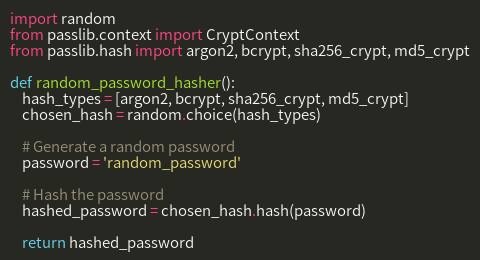 import random
from passlib.context import CryptContext
from passlib.hash import argon2, bcrypt, sha256_crypt, md5_crypt

def random_password_hasher():
    hash_types = [argon2, bcrypt, sha256_crypt, md5_crypt]
    chosen_hash = random.choice(hash_types)

    # Generate a random password
    password = 'random_password'

    # Hash the password
    hashed_password = chosen_hash.hash(password)

    return hashed_password